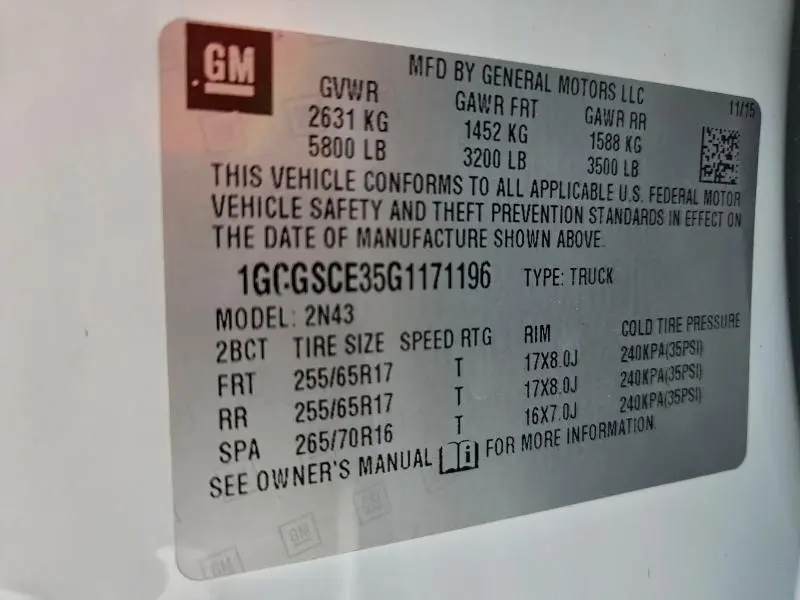 GM
MFD BY GENERAL MOTORS LLC
11/15
GVWR GAWR FRT GAWR RR
2631 KG 1452 KG 1588 KG
5800 LB 3200 LB 3500 LB
THIS VEHICLE CONFORMS TO ALL APPLICABLE U.S. FEDERAL MOTOR
VEHICLE SAFETY AND THEFT PREVENTION STANDARDS IN EFFECT ON
THE DATE OF MANUFACTURE SHOWN ABOVE.
1GCGSCE35G1171196 TYPE: TRUCK
MODEL: 2N43
2BCT TIRE SIZE SPEED RTG RIM COLD TIRE PRESSURE
FRT 255/65R17 T 17X8.0J 240KPA(35PSI)
RR 255/65R17 T 17X8.0J 240KPA(35PSI)
SPA 265/70R16 T 16X7.0J 240KPA(35PSI)
SEE OWNER'S MANUAL i FOR MORE INFORMATION.
GM GM GM